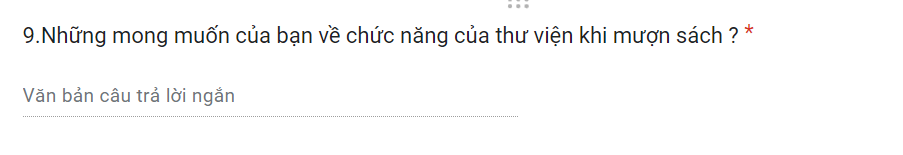 9.Những mong muốn của bạn về chức năng của thư viện khi mượn sách ? *
Văn bản câu trả lời ngắn